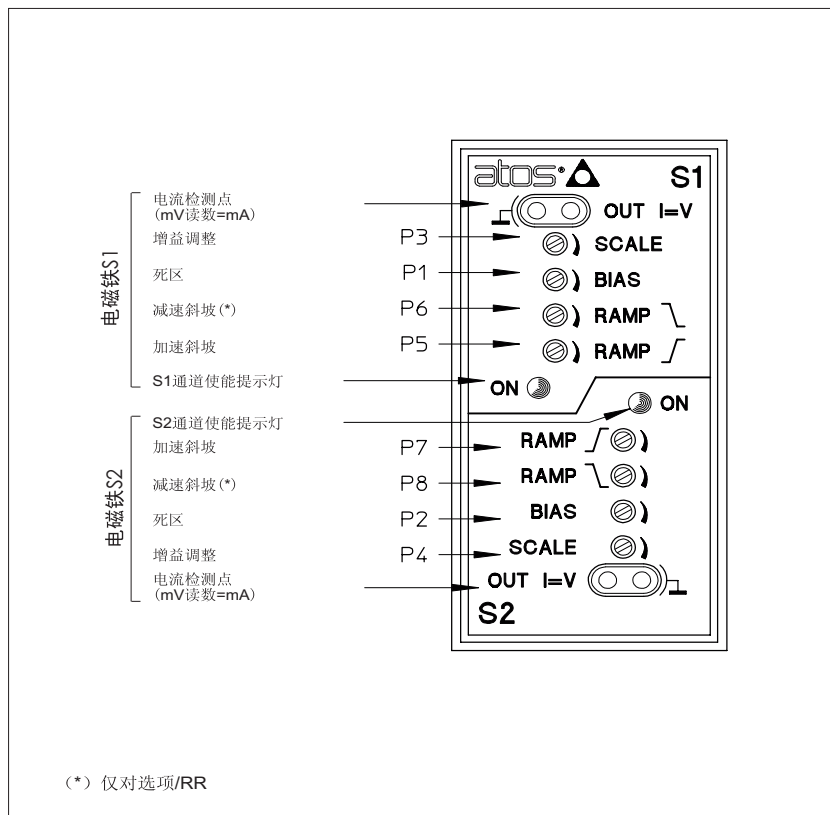 电磁铁S1
电流检测点
(mV读数=mA)
增益调整
死区
减速斜坡(*)
加速斜坡
S1通道使能提示灯
电磁铁S2
S2通道使能提示灯
加速斜坡
减速斜坡(*)
死区
增益调整
电流检测点
(mV读数=mA)
P3
P1
P6
P5
P7
P8
P2
P4
atos®
S1
OUT I=V
SCALE
BIAS
RAMP
RAMP
ON
ON
RAMP
RAMP
BIAS
SCALE
OUT I=V
S2
(*) 仅对选项/RR